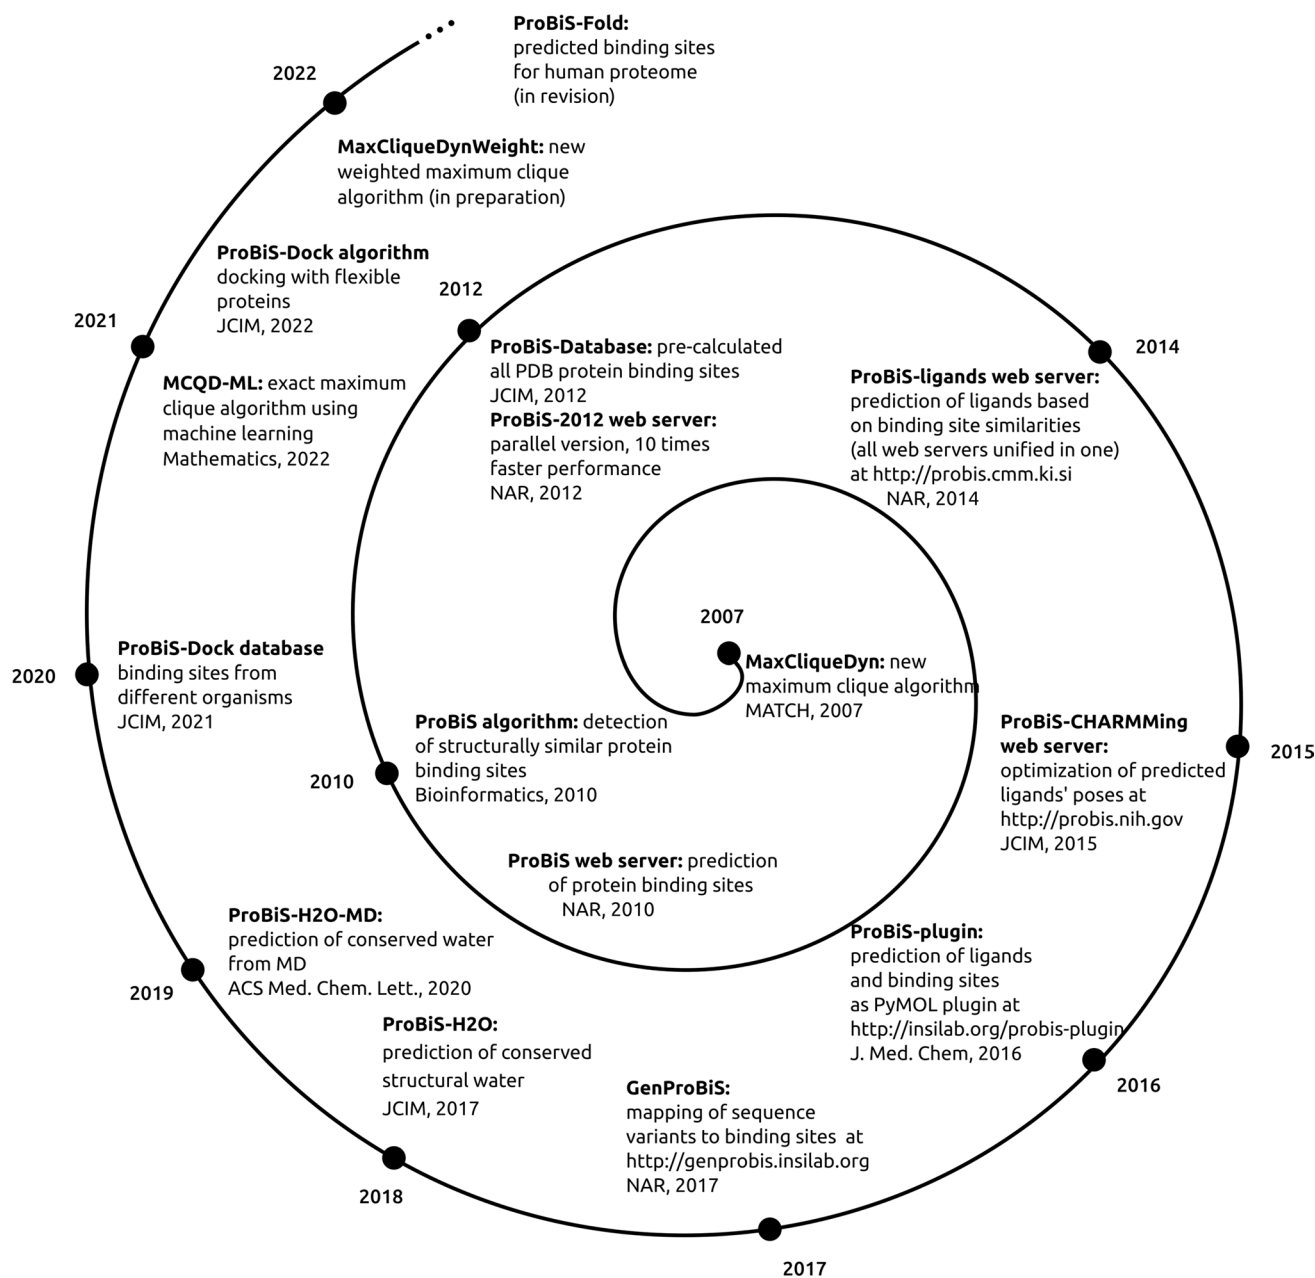 ProBiS-Fold:
predicted binding sites
for human proteome
(in revision)
2022
MaxCliqueDynWeight: new
weighted maximum clique
algorithm (in preparation)
ProBiS-Dock algorithm
docking with flexible
proteins
JCIM, 2022
2021
MCQD-ML: exact maximum
clique algorithm using
machine learning
Mathematics, 2022
2012
ProBiS-Database: pre-calculated
all PDB protein binding sites
JCIM, 2012
ProBiS-2012 web server:
parallel version, 10 times
faster performance
NAR, 2012
2014
ProBiS-ligands web server:
prediction of ligands based
on binding site similarities
(all web servers unified in one)
at http://probis.cmm.ki.si
NAR, 2014
2007
MaxCliqueDyn: new
maximum clique algorithm
MATCH, 2007
2020
ProBiS-Dock database
binding sites from
different organisms
JCIM, 2021
2010
ProBiS algorithm: detection
of structurally similar protein
binding sites
Bioinformatics, 2010
ProBiS-CHARMMing
web server:
optimization of predicted
ligands' poses at
http://probis.nih.gov
JCIM, 2015
2015
ProBiS web server: prediction
of protein binding sites
NAR, 2010
ProBiS-H2O-MD:
prediction of conserved water
from MD
ACS Med. Chem. Lett., 2020
2019
ProBiS-plugin:
prediction of ligands
and binding sites
as PyMOL plugin at
http://insilab.org/probis-plugin
J. Med. Chem, 2016
2016
ProBiS-H2O:
prediction of conserved
structural water
JCIM, 2017
2018
GenProBiS:
mapping of sequence
variants to binding sites at
http://genprobis.insilab.org
NAR, 2017
2017